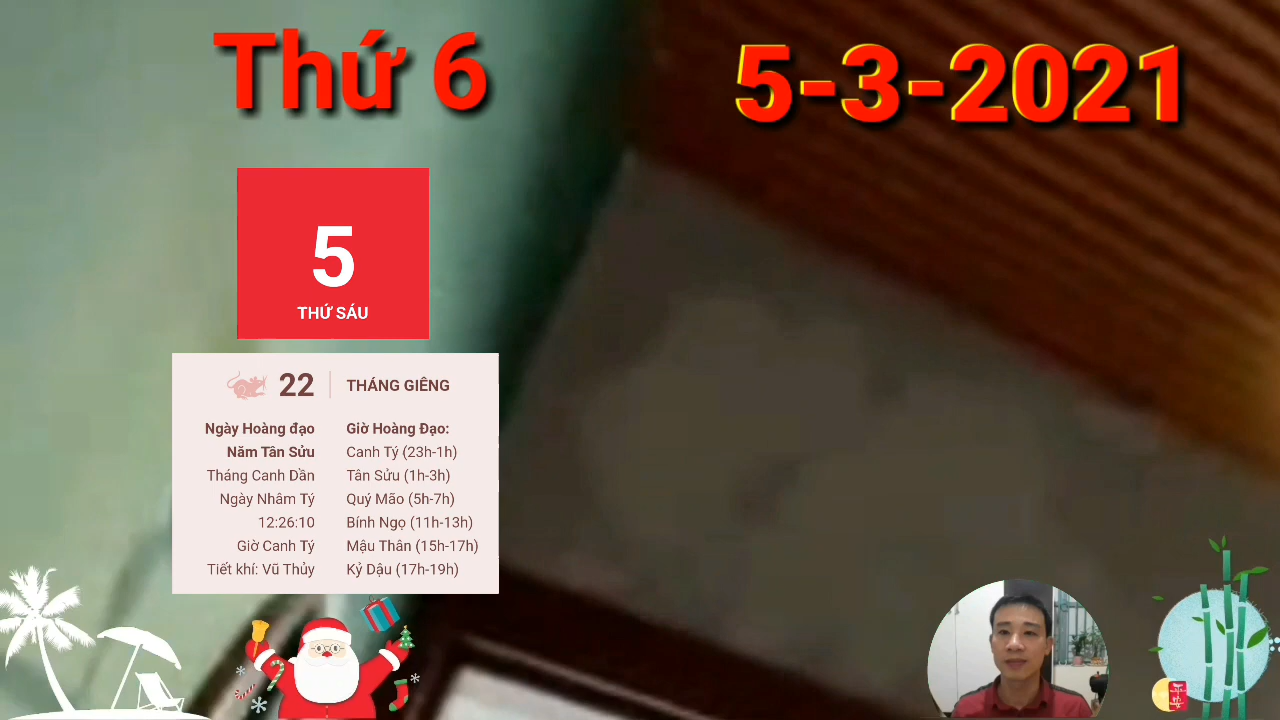 Thứ 6
5-3-2021
5
THỨ SÁU
22
THÁNG GIÊNG
Ngày Hoàng đạo
Năm Tân Sửu
Tháng Canh Dần
Ngày Nhâm Tý
12:26:10
Giờ Canh Tý
Tiết khí: Vũ Thủy
Giờ Hoàng Đạo:
Canh Tý (23h-1h)
Tân Sửu (1h-3h)
Quý Mão (5h-7h)
Bính Ngọ (11h-13h)
Mậu Thân (15h-17h)
Kỷ Dậu (17h-19h)